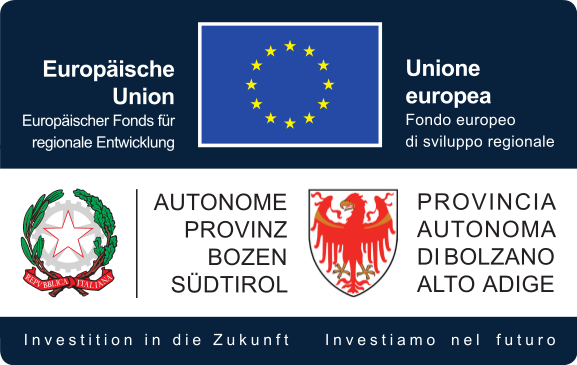 Europäische
Union
Europäischer Fonds für
regionale Entwicklung
Unione
europea
Fondo europeo
di sviluppo regionale
REPVBBLICA ITALIANA
AUTONOME
PROVINZ
BOZEN
SÜDTIROL
PROVINCIA
AUTONOMA
DI BOLZANO
ALTO ADIGE
Investition in die Zukunft
Investiamo nel futuro